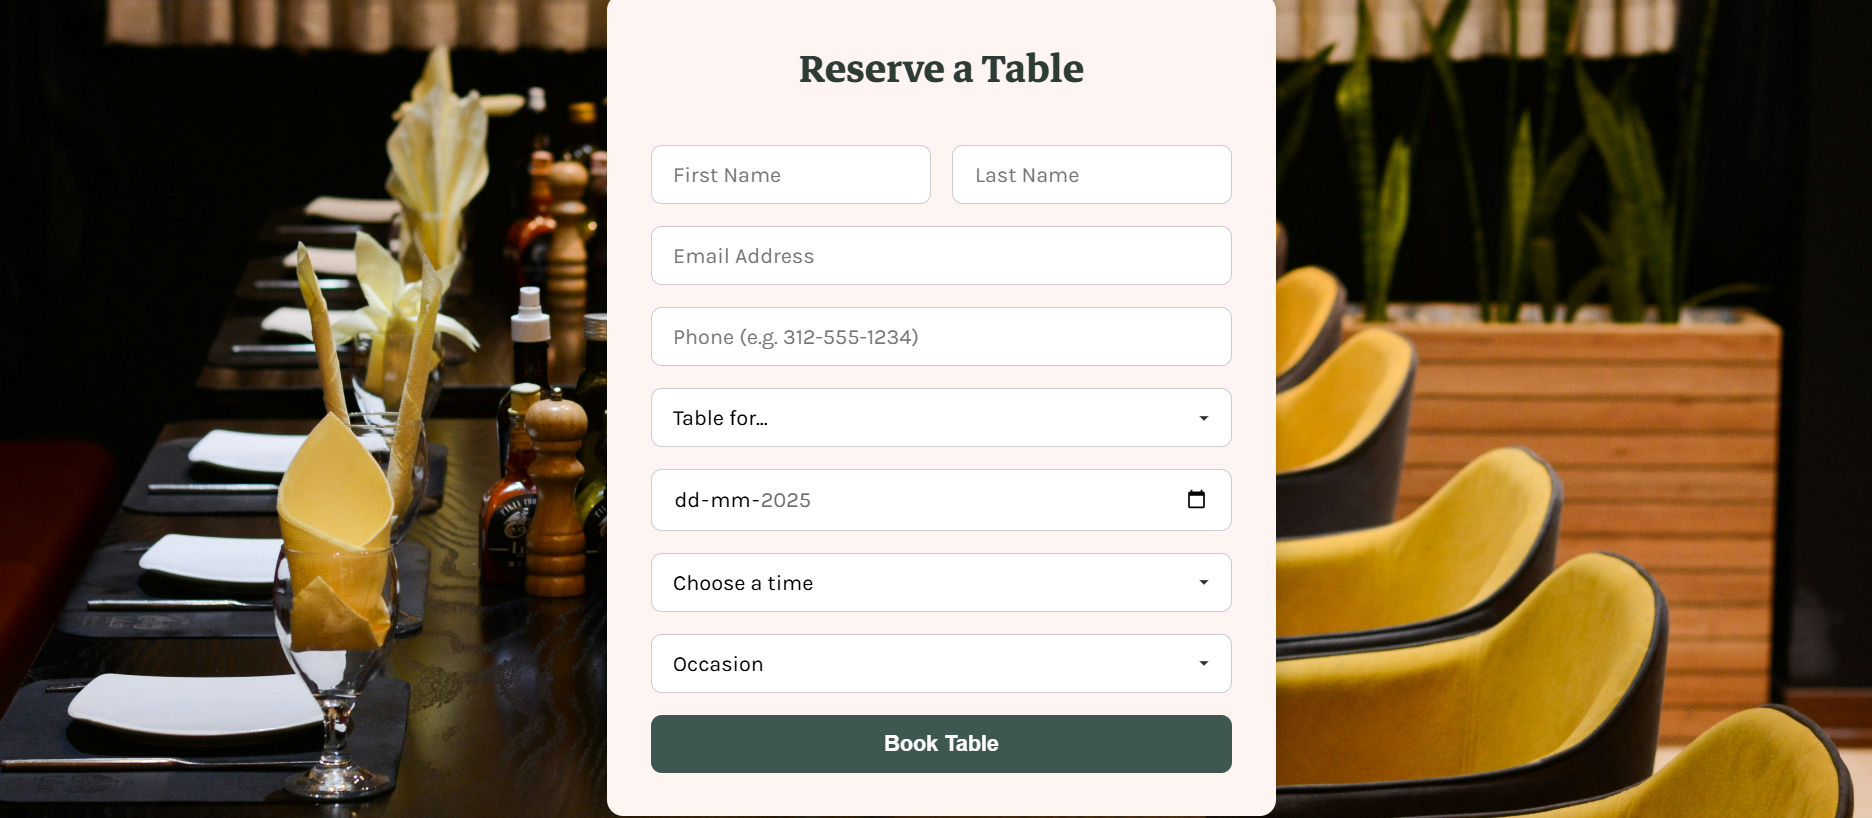 Reserve a Table
First Name
Last Name
Email Address
Phone (e.g. 312-555-1234)
Table for...
dd-mm-2025
Choose a time
Occasion
Book Table